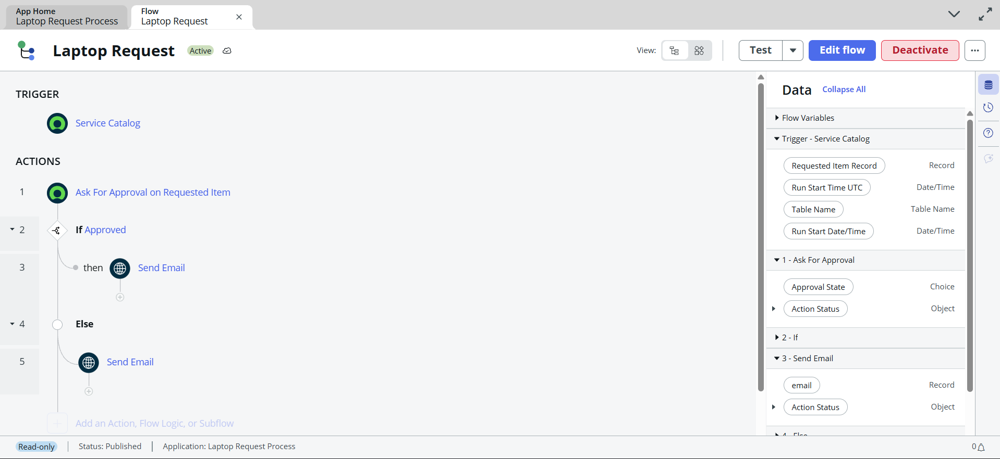 App Home
Laptop Request Process
Flow
Laptop Request
Laptop Request
Active
View:
Test
Edit flow
Deactivate
TRIGGER
Service Catalog
ACTIONS
1
Ask For Approval on Requested Item
2
If Approved
3
then
Send Email
4
Else
5
Send Email
Add an Action, Flow Logic, or Subflow
Data
Collapse All
Flow Variables
Trigger - Service Catalog
Requested Item Record
Record
Run Start Time UTC
Date/Time
Table Name
Table Name
Run Start Date/Time
Date/Time
1 - Ask For Approval
Approval State
Choice
Action Status
Object
2 - If
3 - Send Email
email
Record
Action Status
Object
4 - Else
Read-only
Status: Published
Application: Laptop Request Process
0